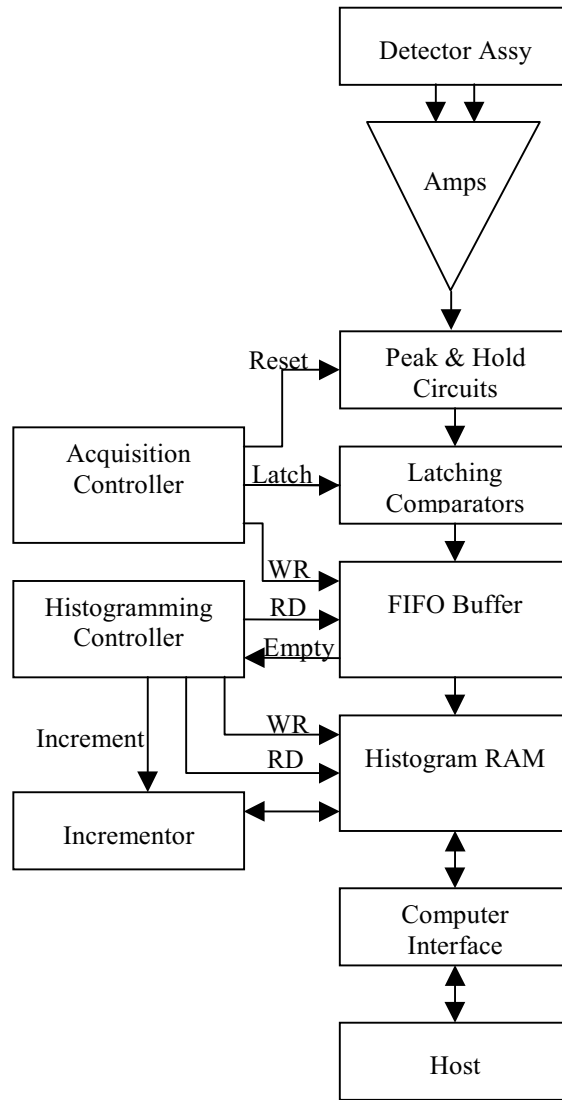 Detector Assy
Amps
Reset
Peak & Hold
Circuits
Acquisition
Controller
Latch
Latching
Comparators
WR
Histogramming
Controller
RD
FIFO Buffer
Empty
Increment
WR
RD
Histogram RAM
Incrementor
Computer
Interface
Host